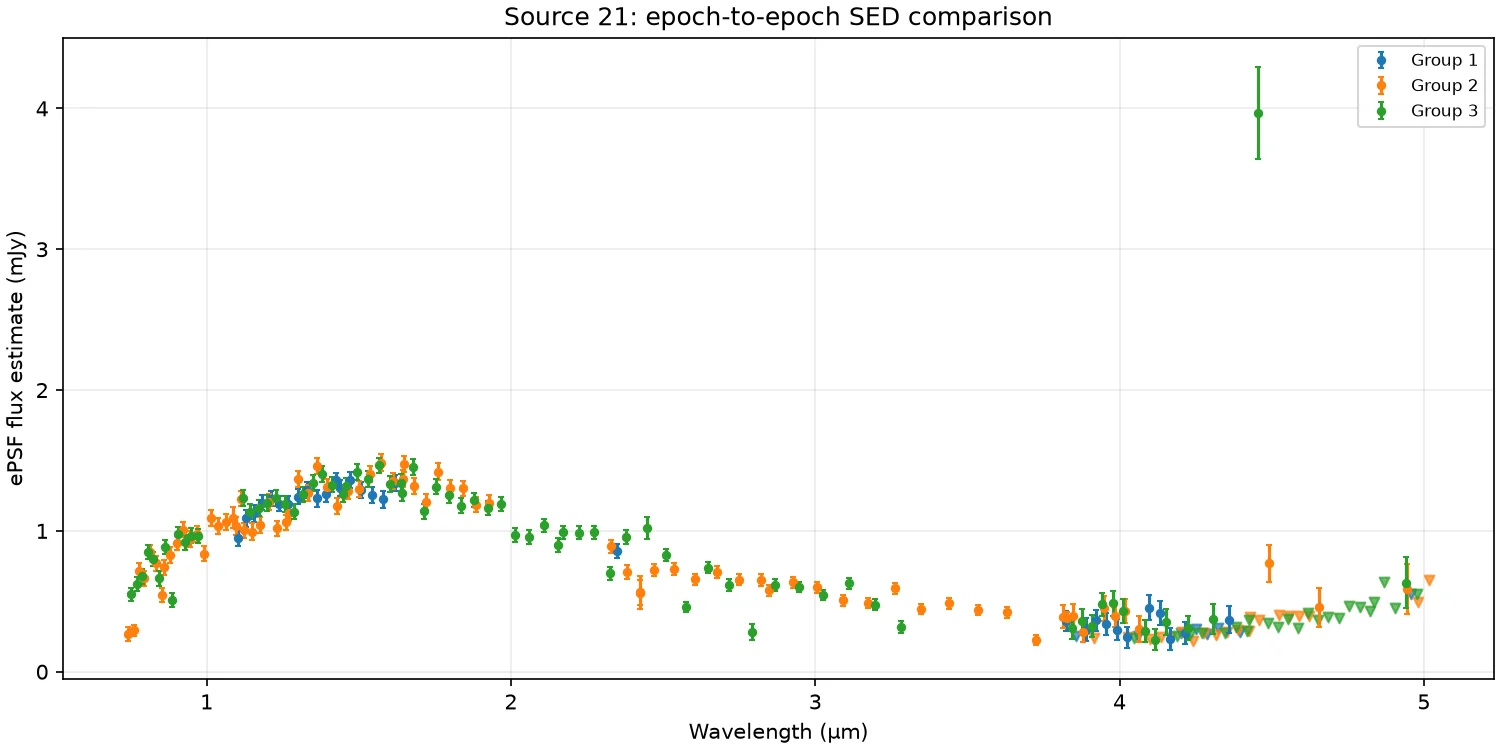 Source 21: epoch-to-epoch SED comparison
Group 1
Group 2
Group 3
ePSF flux estimate (mJy)
4
3
2
1
0
1 2 3 4 5
Wavelength (μm)